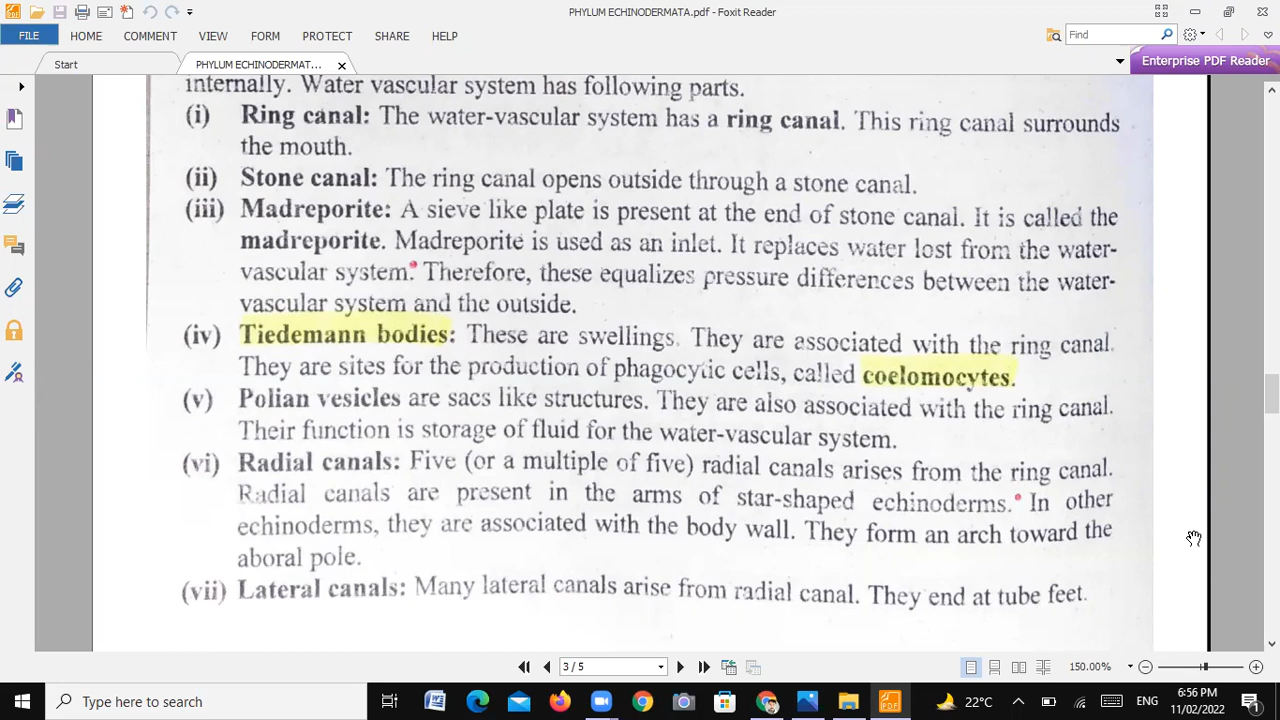 PHYLUM ECHINODERMATA.pdf - Foxit Reader
FILE HOME COMMENT VIEW FORM PROTECT SHARE HELP
Find
Start PHYLUM ECHINODERMAT...
Enterprise PDF Reader
internally. Water vascular system has following parts.
(i) Ring canal: The water-vascular system has a ring canal. This ring canal surrounds
the mouth.
(ii) Stone canal: The ring canal opens outside through a stone canal.
(iii) Madreporite: A sieve like plate is present at the end of stone canal. It is called the
madreporite. Madreporite is used as an inlet. It replaces water lost from the water-
vascular system. Therefore, these equalizes pressure differences between the water-
vascular system and the outside.
(iv) Tiedemann bodies: These are swellings. They are associated with the ring canal.
They are sites for the production of phagocytic cells, called coelomocytes.
(v) Polian vesicles are sacs like structures. They are also associated with the ring canal.
Their function is storage of fluid for the water-vascular system.
(vi) Radial canals: Five (or a multiple of five) radial canals arises from the ring canal.
Radial canals are present in the arms of star-shaped echinoderms. In other
echinoderms, they are associated with the body wall. They form an arch toward the
aboral pole.
(vii) Lateral canals: Many lateral canals arise from radial canal. They end at tube feet.
3 / 5
150.00%
Type here to search
22°C
ENG
6:56 PM
11/02/2022
1